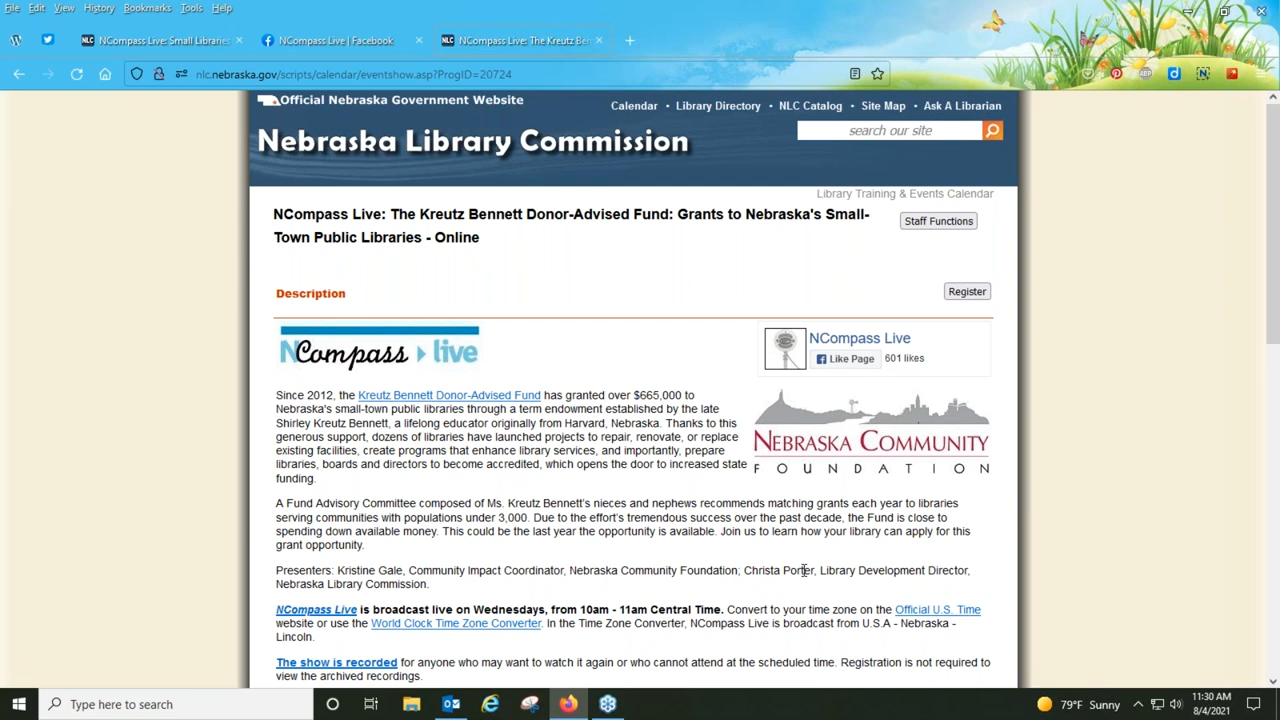 File Edit View History Bookmarks Tools Help
NLC NCompass Live: Small Libraries × NCompass Live | Facebook × NLC NCompass Live: The Kreutz Ben × +
nlc.nebraska.gov/scripts/calendar/eventshow.asp?ProgID=20724
Official Nebraska Government Website
Calendar • Library Directory • NLC Catalog • Site Map • Ask A Librarian
Nebraska Library Commission
search our site
Library Training & Events Calendar
NCompass Live: The Kreutz Bennett Donor-Advised Fund: Grants to Nebraska's Small-
Town Public Libraries - Online
Staff Functions
Description
Register
NCompass live
NCompass Live
Like Page 601 likes
Since 2012, the Kreutz Bennett Donor-Advised Fund has granted over $665,000 to
Nebraska's small-town public libraries through a term endowment established by the late
Shirley Kreutz Bennett, a lifelong educator originally from Harvard, Nebraska. Thanks to this
generous support, dozens of libraries have launched projects to repair, renovate, or replace
existing facilities, create programs that enhance library services, and importantly, prepare
libraries, boards and directors to become accredited, which opens the door to increased state
funding.
NEBRASKA COMMUNITY
FOUNDATION
A Fund Advisory Committee composed of Ms. Kreutz Bennett's nieces and nephews recommends matching grants each year to libraries
serving communities with populations under 3,000. Due to the effort's tremendous success over the past decade, the Fund is close to
spending down available money. This could be the last year the opportunity is available. Join us to learn how your library can apply for this
grant opportunity.
Presenters: Kristine Gale, Community Impact Coordinator, Nebraska Community Foundation; Christa Porter, Library Development Director,
Nebraska Library Commission.
NCompass Live is broadcast live on Wednesdays, from 10am - 11am Central Time. Convert to your time zone on the Official U.S. Time
website or use the World Clock Time Zone Converter. In the Time Zone Converter, NCompass Live is broadcast from U.S.A - Nebraska -
Lincoln.
The show is recorded for anyone who may want to watch it again or who cannot attend at the scheduled time. Registration is not required to
view the archived recordings.
Type here to search
79°F Sunny
11:30 AM
8/4/2021